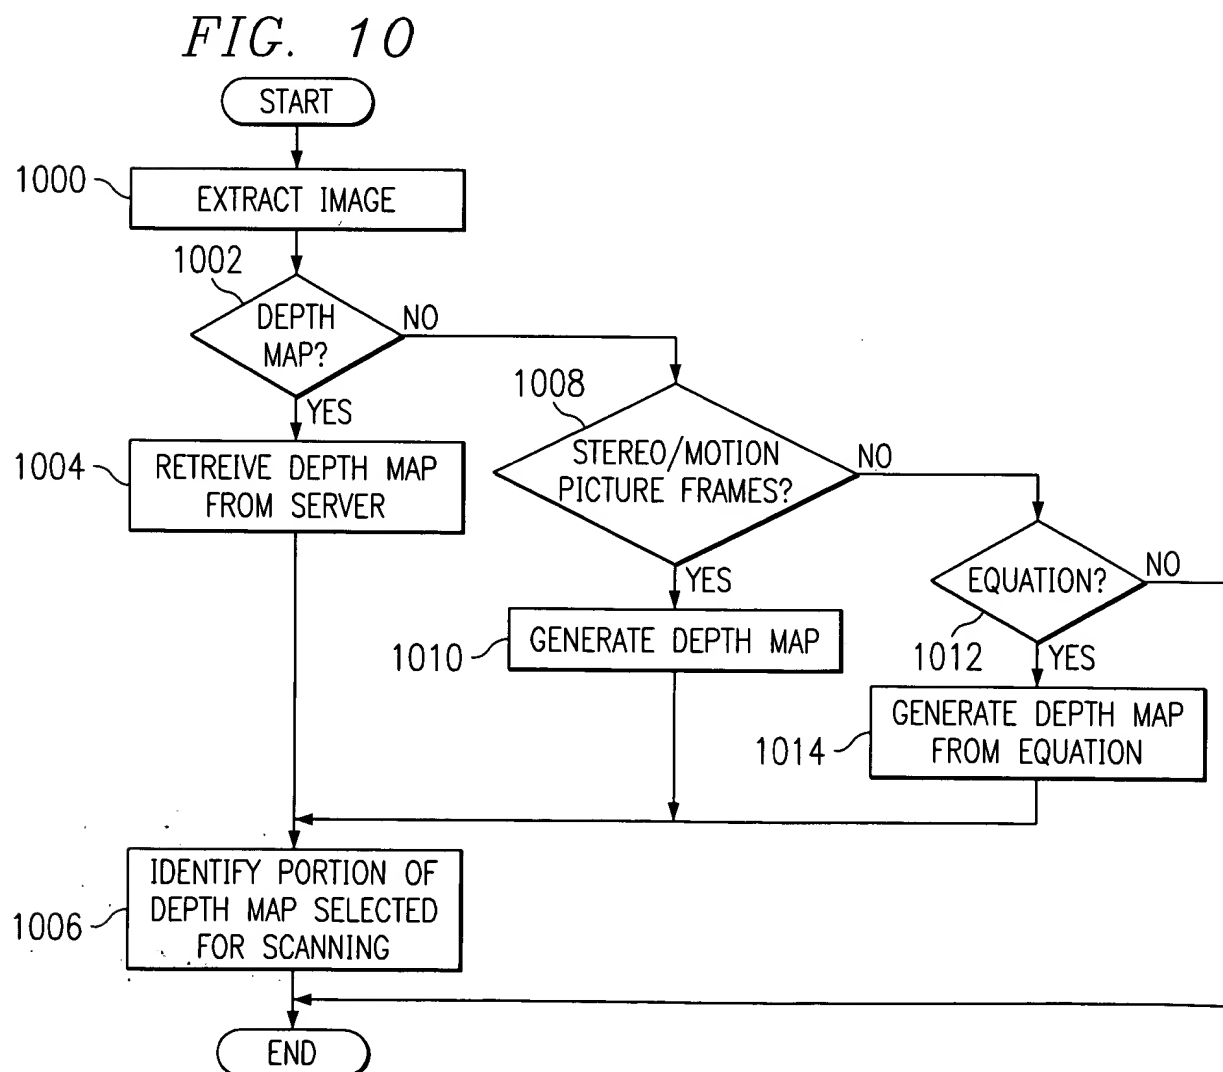 FIG. 10
START
1000
EXTRACT IMAGE
1002
DEPTH
MAP?
NO
YES
1004
RETREIVE DEPTH MAP
FROM SERVER
1008
STEREO/MOTION
PICTURE FRAMES?
NO
YES
1010
GENERATE DEPTH MAP
EQUATION?
NO
1012
YES
1014
GENERATE DEPTH MAP
FROM EQUATION
1006
IDENTIFY PORTION OF
DEPTH MAP SELECTED
FOR SCANNING
END